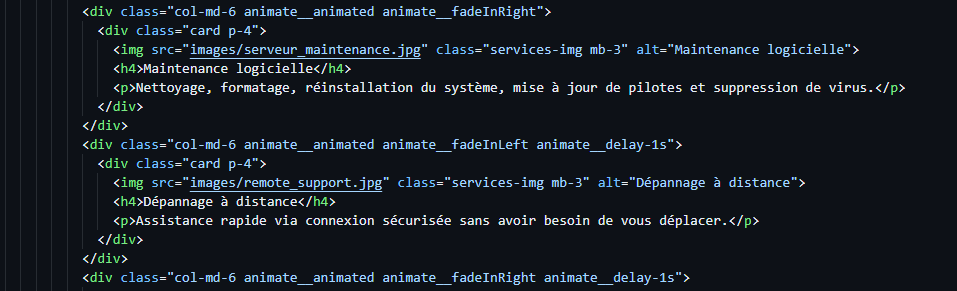 <div class="col-md-6 animate__animated animate__fadeInRight">
<div class="card p-4">
<img src="images/serveur_maintenance.jpg" class="services-img mb-3" alt="Maintenance logicielle">
<h4>Maintenance logicielle</h4>
<p>Nettoyage, formatage, réinstallation du système, mise à jour de pilotes et suppression de virus.</p>
</div>
</div>
<div class="col-md-6 animate__animated animate__fadeInLeft animate__delay-1s">
<div class="card p-4">
<img src="images/remote_support.jpg" class="services-img mb-3" alt="Dépannage à distance">
<h4>Dépannage à distance</h4>
<p>Assistance rapide via connexion sécurisée sans avoir besoin de vous déplacer.</p>
</div>
</div>
<div class="col-md-6 animate__animated animate__fadeInRight animate__delay-1s">